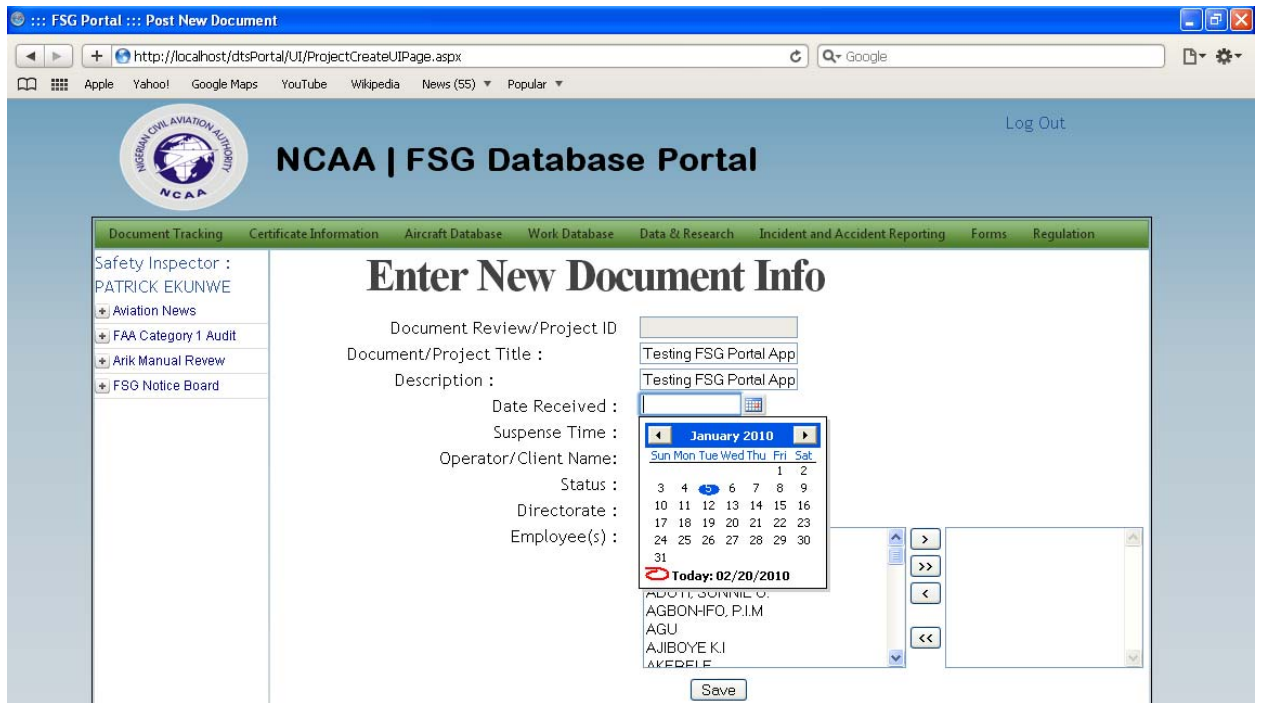 ::: FSG Portal ::: Post New Document
http://localhost/dtsPortal/UI/ProjectCreateUIPage.aspx
Google
Apple Yahoo! Google Maps YouTube Wikipedia News (55) Popular
NIGERIAN CIVIL AVIATION AUTHORITY
NCAA
NCAA | FSG Database Portal
Log Out
Document Tracking Certificate Information Aircraft Database Work Database Data & Research Incident and Accident Reporting Forms Regulation
Safety Inspector :
PATRICK EKUNWE
Aviation News
FAA Category 1 Audit
Arik Manual Revew
FSG Notice Board
Enter New Document Info
Document Review/Project ID
Document/Project Title : Testing FSG Portal App
Description : Testing FSG Portal App
Date Received :
Suspense Time :
Operator/Client Name:
Status :
Directorate :
Employee(s) :
January 2010
Sun Mon Tue Wed Thu Fri Sat
1 2
3 4 5 6 7 8 9
10 11 12 13 14 15 16
17 18 19 20 21 22 23
24 25 26 27 28 29 30
31
Today: 02/20/2010
AGBON-IFO, P.I.M
AGU
AJIBOYE K.I
AKERELE
>
>>
<
<<
Save